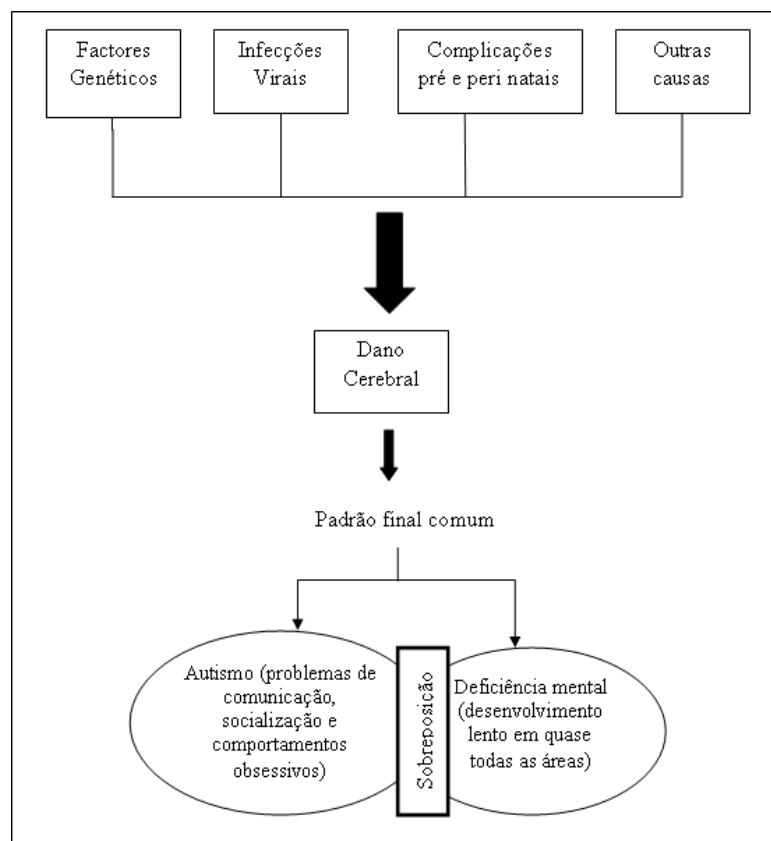 Factores
Genéticos
Infecções
Virais
Complicações
pré e peri natais
Outras
causas
Dano
Cerebral
Padrão final comum
Autismo (problemas de
comunicação,
socialização e
comportamentos
obsessivos)
Sobreposição
Deficiência mental
(desenvolvimento
lento em quase
todas as áreas)